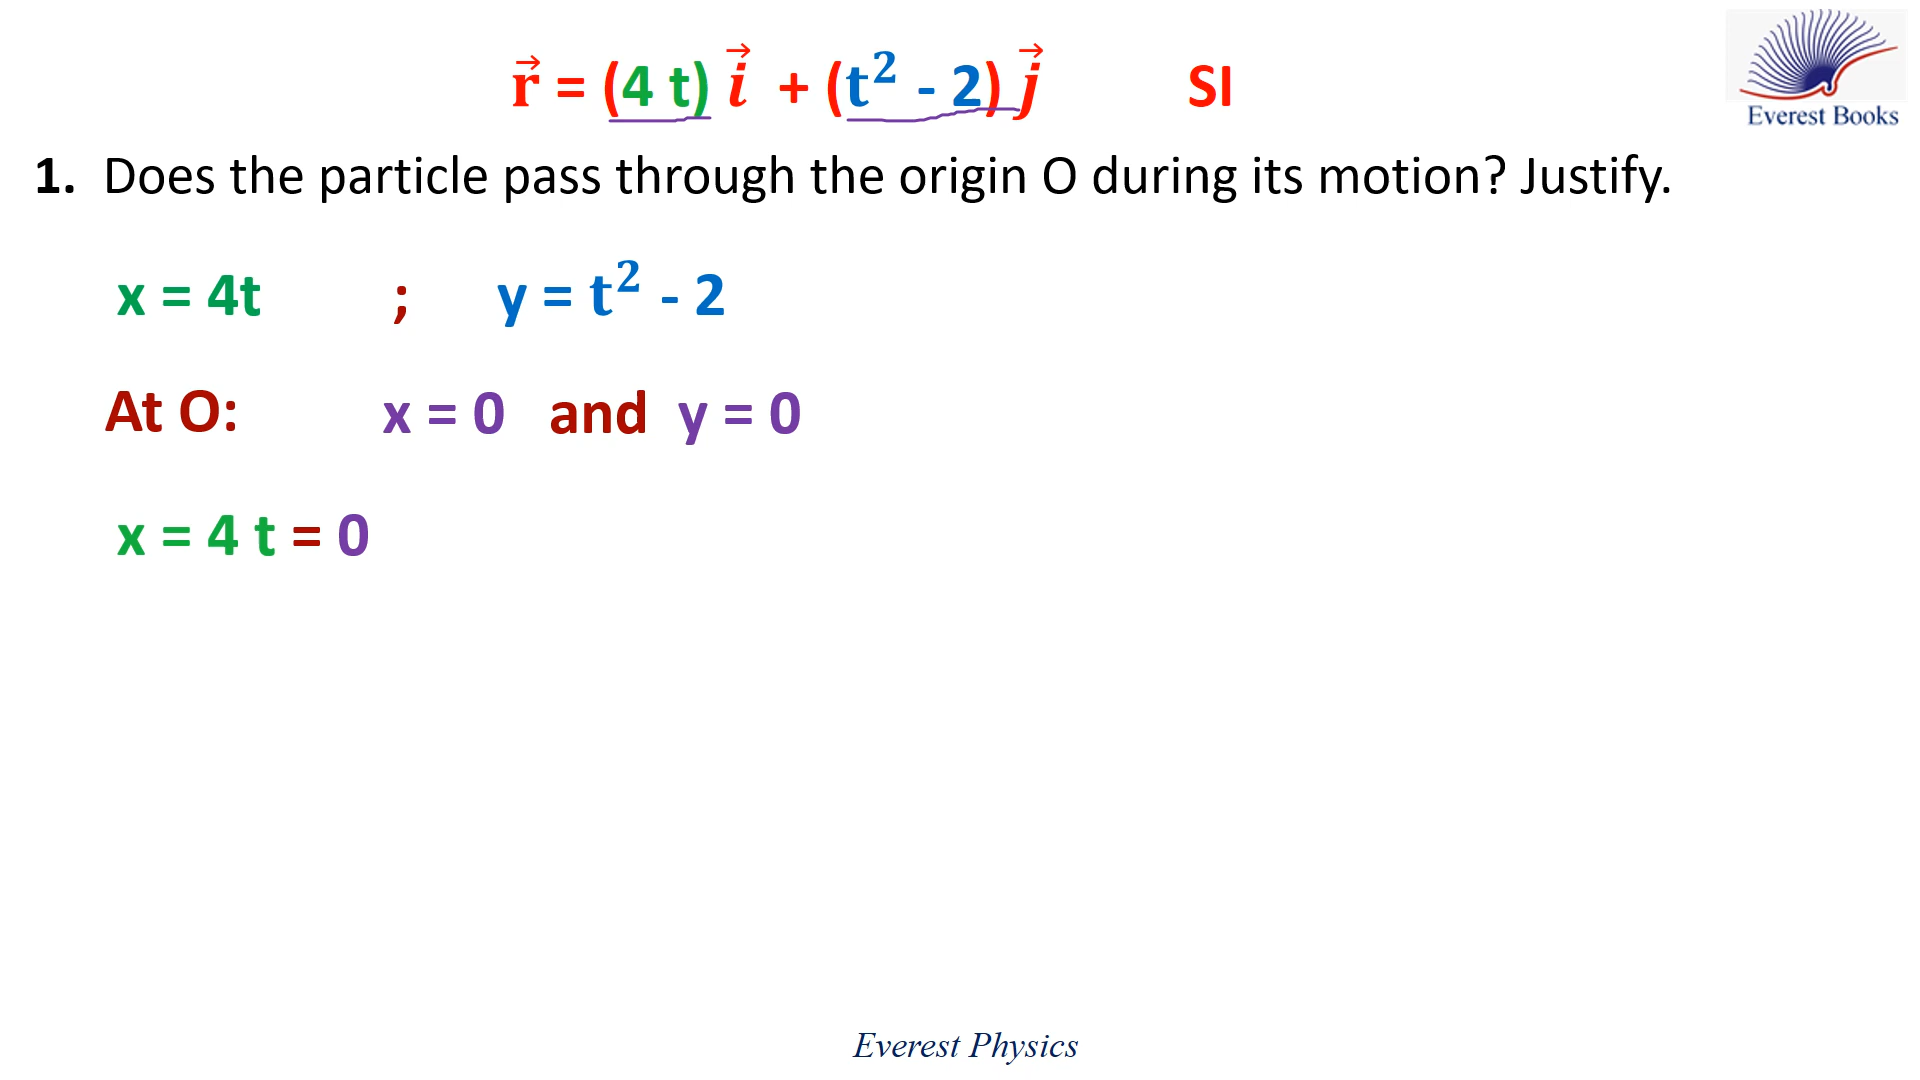 r⃗ = (4 t) i⃗ + (t² - 2) j⃗ SI
Everest Books
1. Does the particle pass through the origin O during its motion? Justify.
x = 4t ; y = t² - 2
At O: x = 0 and y = 0
x = 4 t = 0
Everest Physics